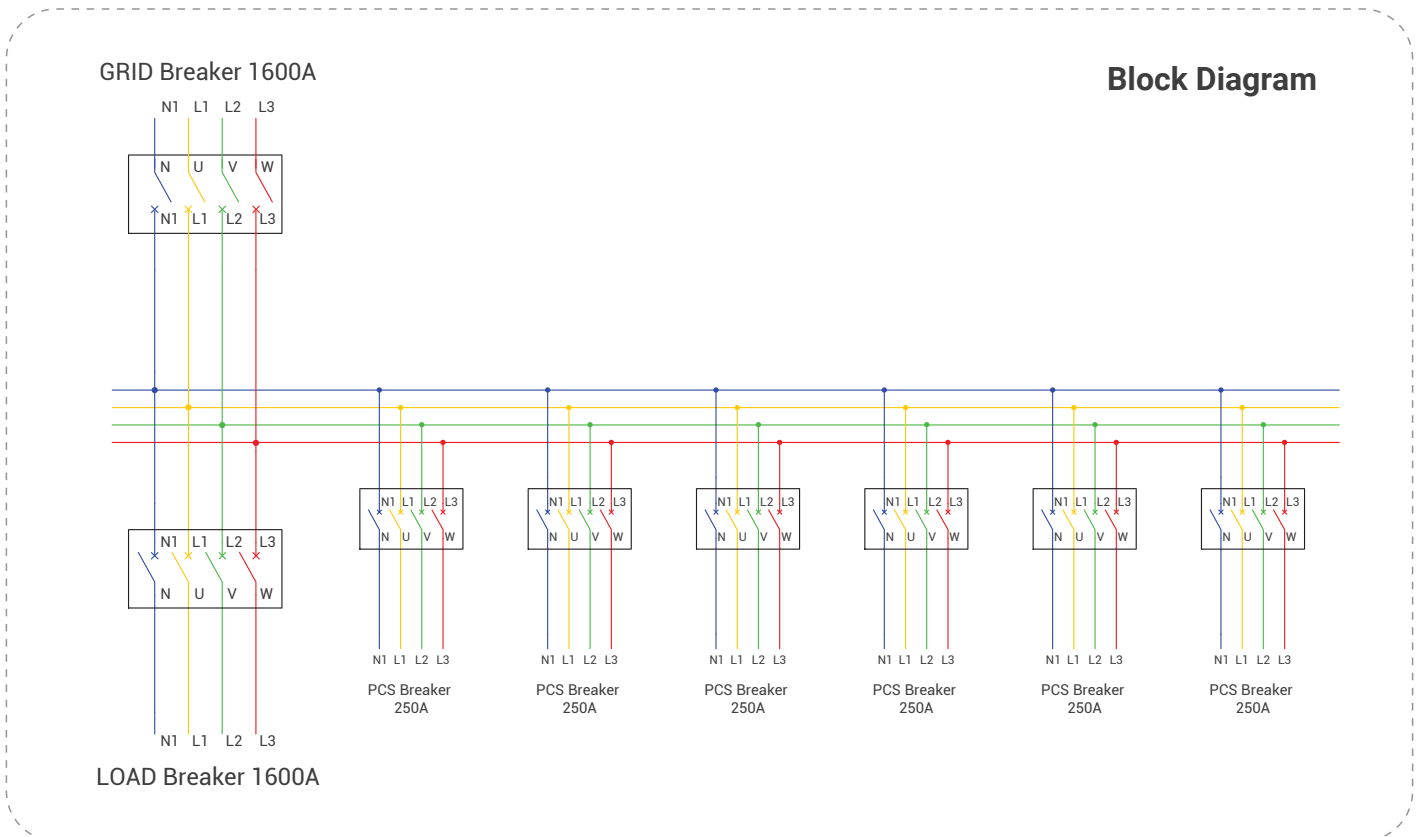 GRID Breaker 1600A
Block Diagram
N1 L1 L2 L3
N U V W
N1 L1 L2 L3
N1 L1 L2 L3 N1 L1 L2 L3 N1 L1 L2 L3 N1 L1 L2 L3 N1 L1 L2 L3 N1 L1 L2 L3
N U V W N U V W N U V W N U V W N U V W N U V W
N1 L1 L2 L3
N U V W
N1 L1 L2 L3 N1 L1 L2 L3 N1 L1 L2 L3 N1 L1 L2 L3 N1 L1 L2 L3 N1 L1 L2 L3
PCS Breaker PCS Breaker PCS Breaker PCS Breaker PCS Breaker PCS Breaker
250A 250A 250A 250A 250A 250A
N1 L1 L2 L3
LOAD Breaker 1600A